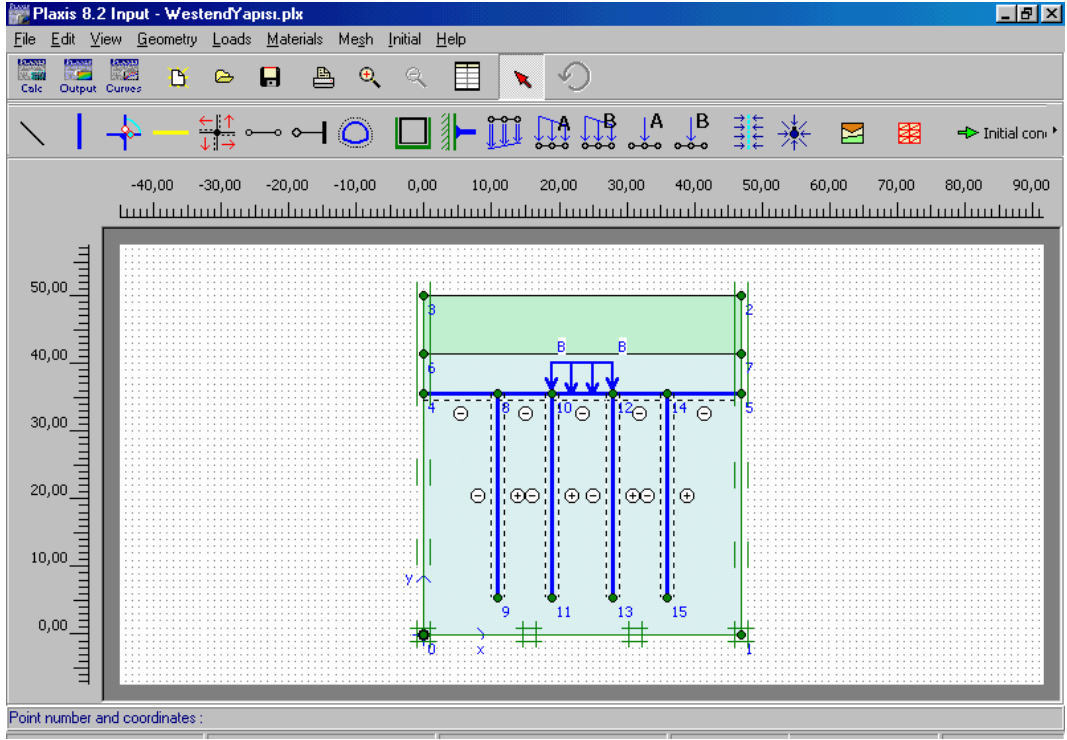 Plaxis 8.2 Input - WestendYapısı.plx
File Edit View Geometry Loads Materials Mesh Initial Help
Calc Output Curves
A B A B Initial con
-40,00 -30,00 -20,00 -10,00 0,00 10,00 20,00 30,00 40,00 50,00 60,00 70,00 80,00 90,00
50,00
3 2
B B
40,00
6 7
4 8 10 12 14 5
30,00
20,00
10,00
y
9 11 13 15
0,00
0 x 1
Point number and coordinates :